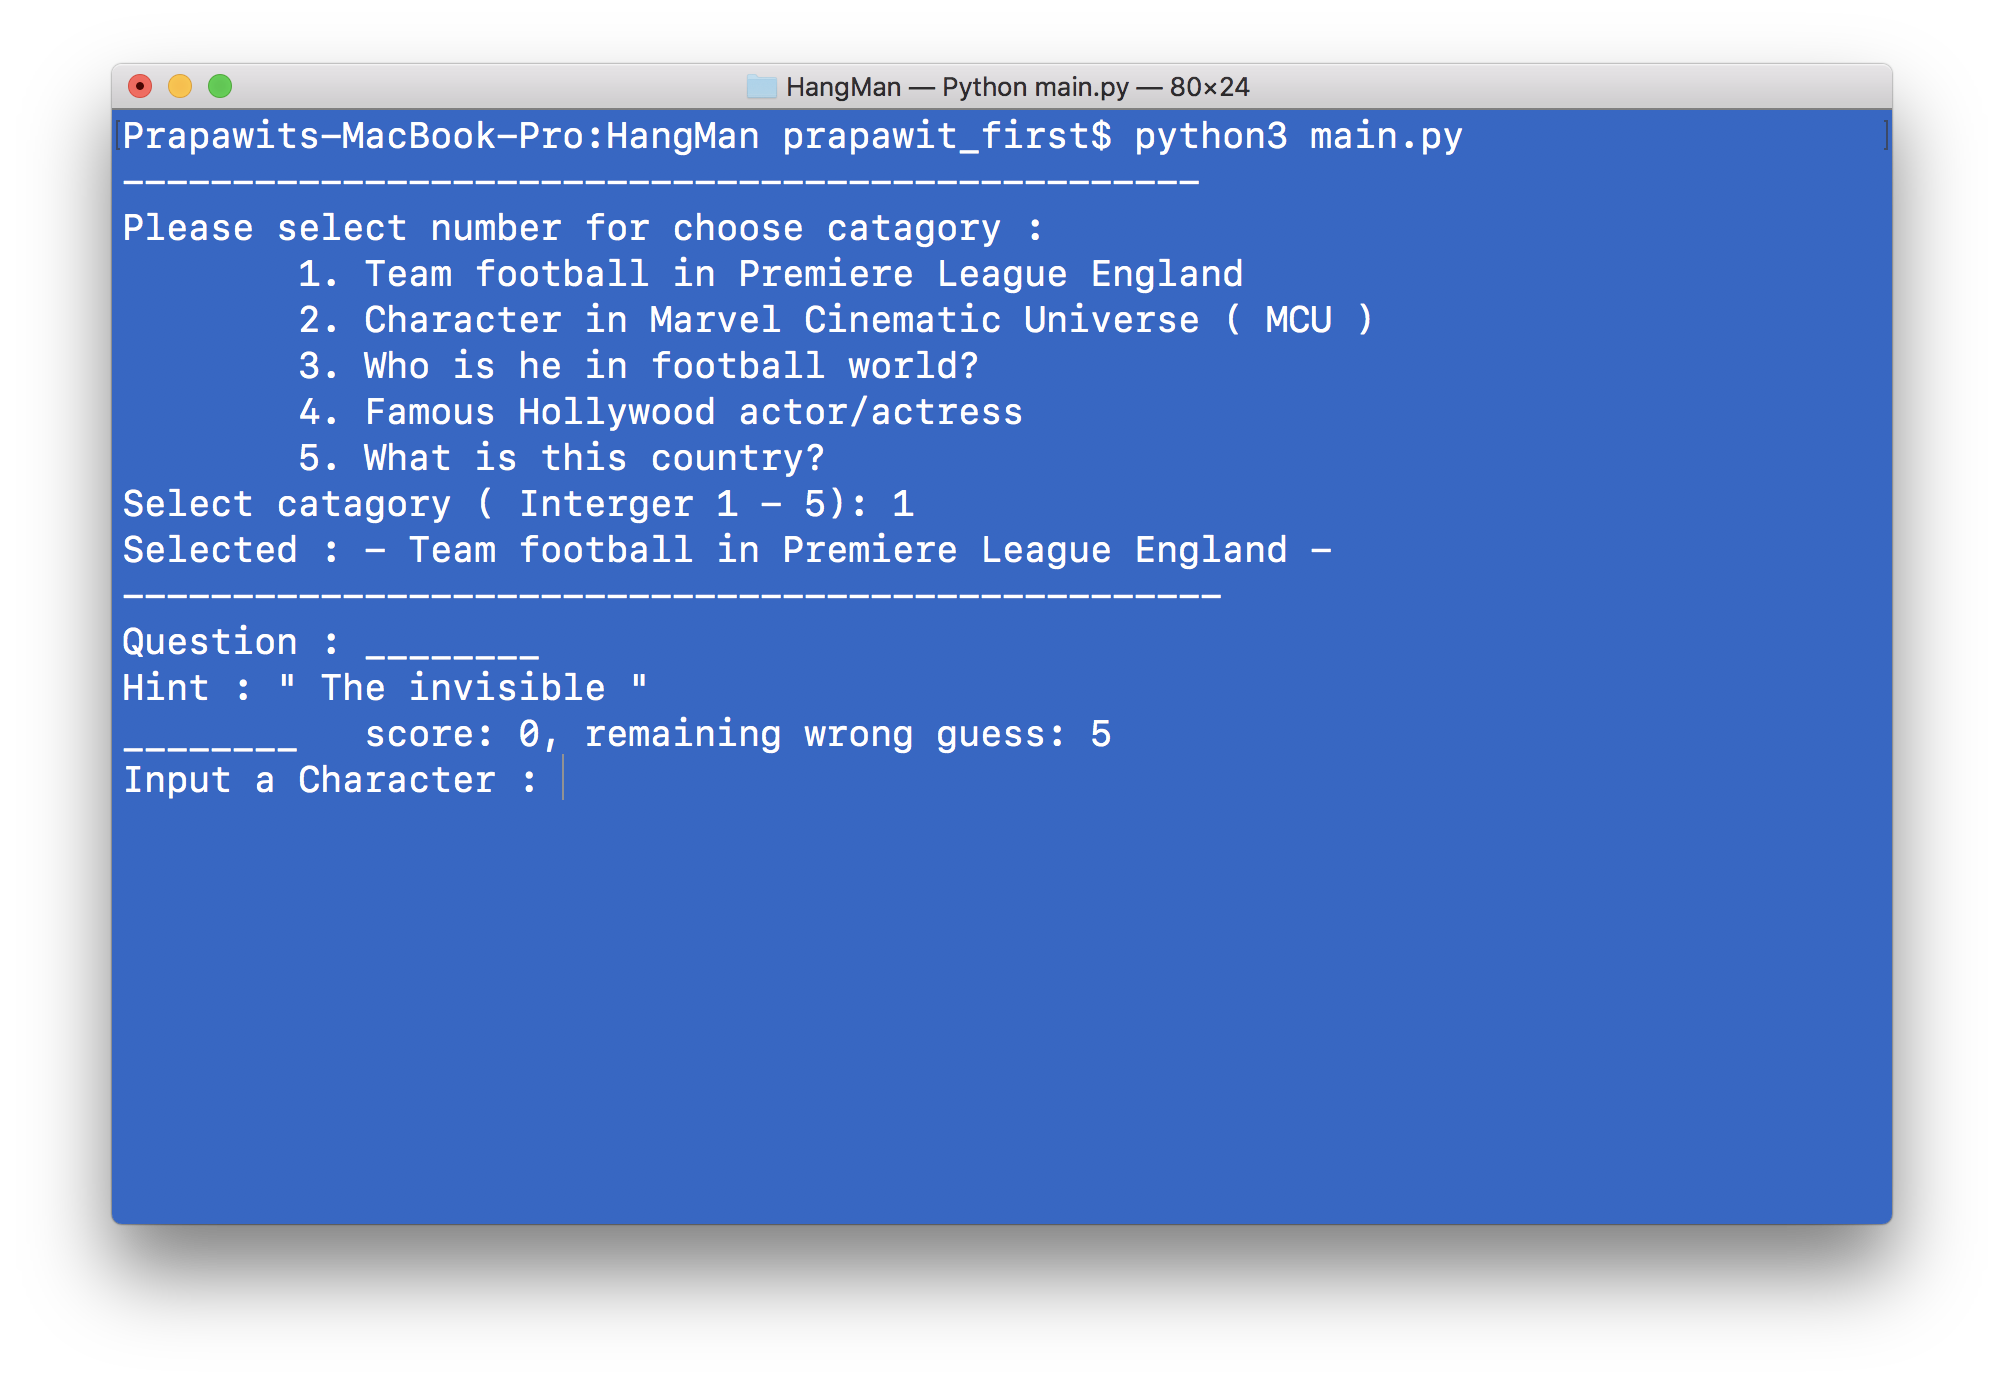 HangMan — Python main.py — 80×24
[Prapawits-MacBook-Pro:HangMan prapawit_first$ python3 main.py ]
-------------------------------------------------
Please select number for choose catagory :
        1. Team football in Premiere League England
        2. Character in Marvel Cinematic Universe ( MCU )
        3. Who is he in football world?
        4. Famous Hollywood actor/actress
        5. What is this country?
Select catagory ( Interger 1 - 5): 1
Selected : - Team football in Premiere League England -
--------------------------------------------------
Question : ________
Hint : " The invisible "
________   score: 0, remaining wrong guess: 5
Input a Character :